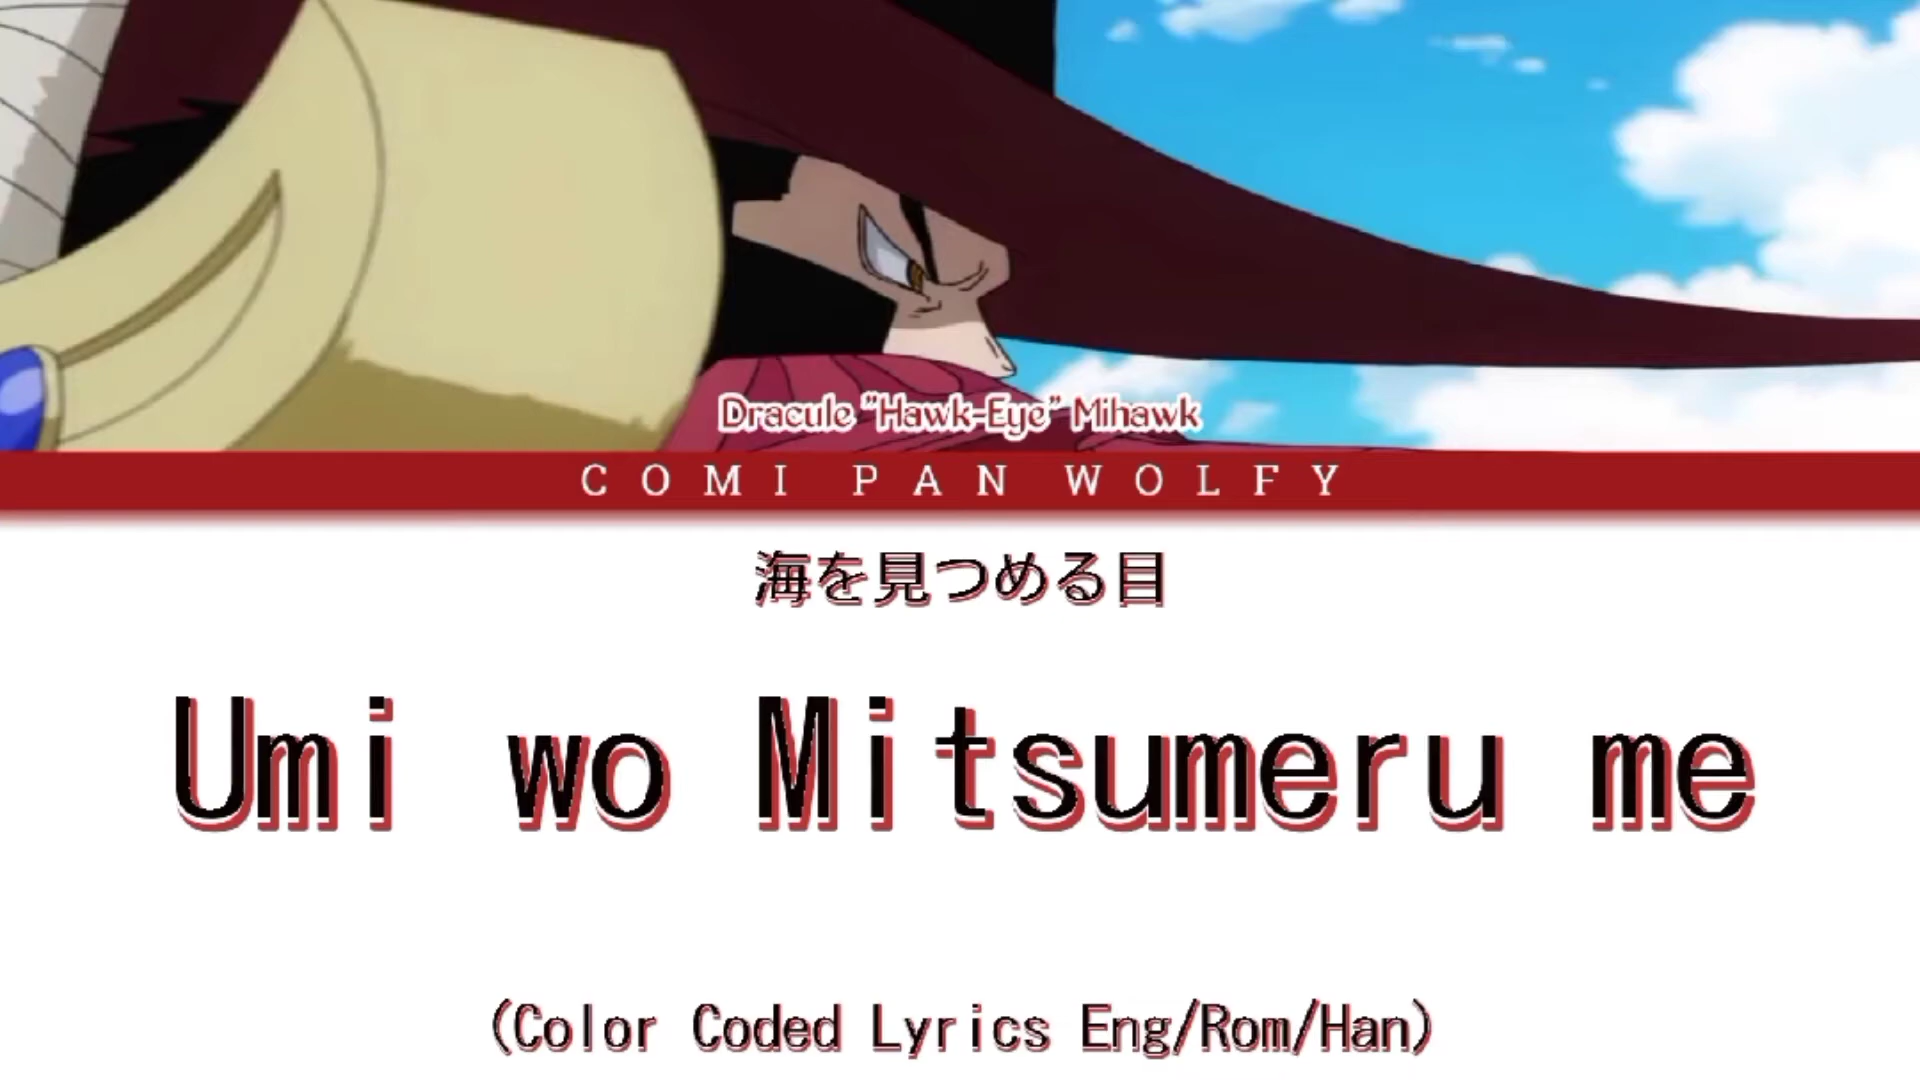 Dracule "Hawk-Eye" Mihawk
COMI PAN WOLFY
海を見つめる目
Umi wo Mitsumeru me
(Color Coded Lyrics Eng/Rom/Han)